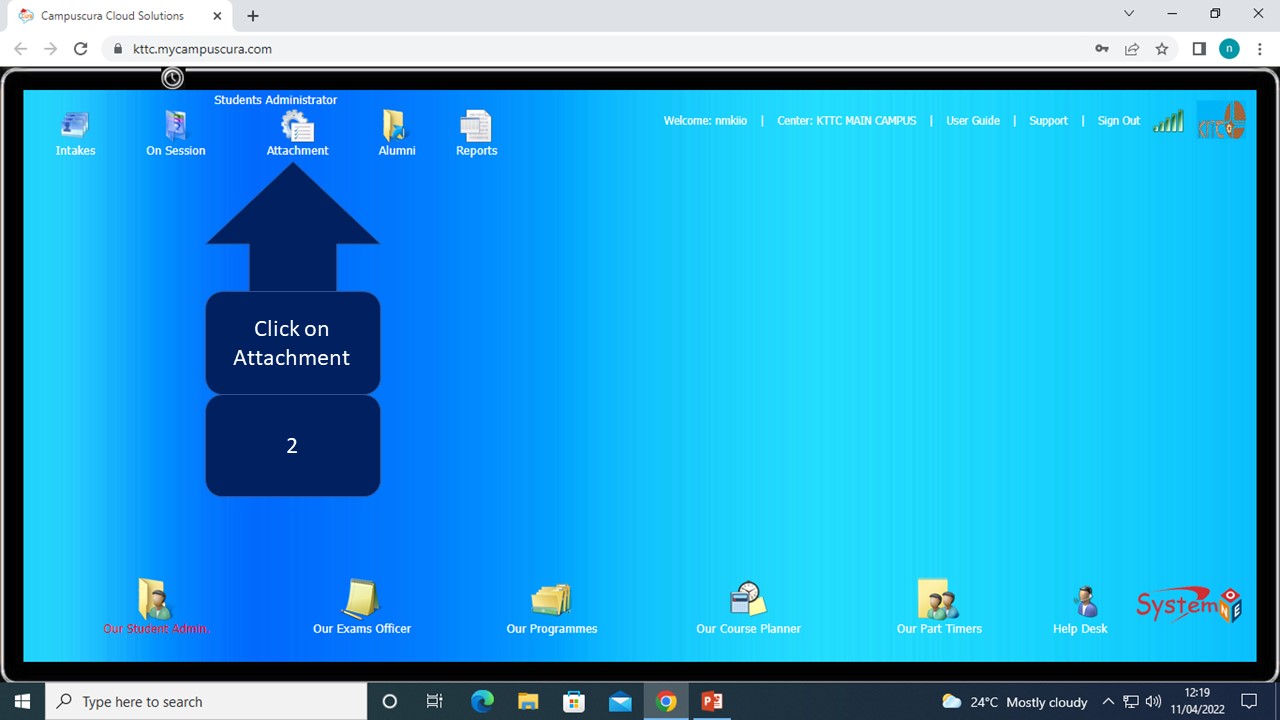 Campuscura Cloud Solutions
kttc.mycampuscura.com
n
Students Administrator
Intakes
On Session
Attachment
Alumni
Reports
Welcome: nmkiio | Center: KTTC MAIN CAMPUS | User Guide | Support | Sign Out
KTTC
Click on
Attachment
2
Our Student Admin.
Our Exams Officer
Our Programmes
Our Course Planner
Our Part Timers
Help Desk
System ONE
Type here to search
24°C Mostly cloudy
12:19
11/04/2022